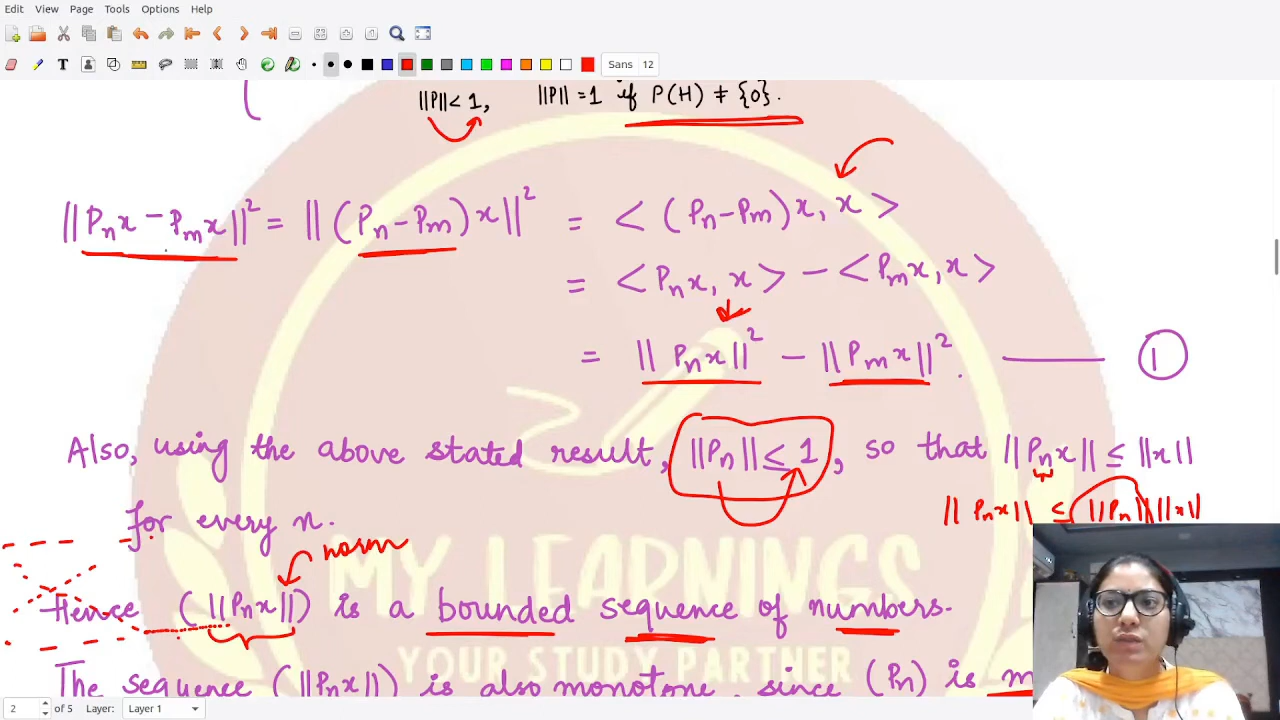 Edit View Page Tools Options Help
Sans 12
||P||< 1, ||P|| =1 if P(H) ≠ {0}.
||Pₙx − Pₘx||² = ||(Pₙ−Pₘ)x||² = < (Pₙ−Pₘ)x, x >
= <Pₙx, x> − <Pₘx, x>
= ||Pₙx||² − ||Pₘx||². ——— 1
Also, using the above stated result, ||Pₙ|| ≤ 1, so that ||Pₙx|| ≤ ||x||
||Pₙx|| ≤ ||Pₙ|| ||x||
for every n.
norm
Hence (||Pₙx||) is a bounded sequence of numbers.
MY LEARNINGS
YOUR STUDY PARTNER
The sequence (||Pₙx||) is also monotone, since (Pₙ) is
2 of 5 Layer: Layer 1